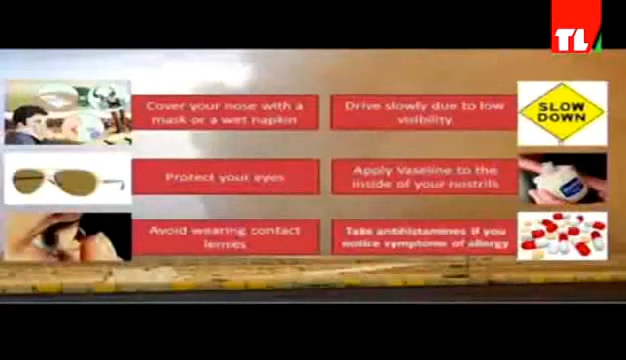 TL
Cover your nose with a
mask or a wet napkin
Drive slowly due to low
visibility
SLOW
DOWN
Protect your eyes
Apply Vaseline to the
inside of your nostrils
Avoid wearing contact
lenses
Take antihistamines if you
notice symptoms of allergy